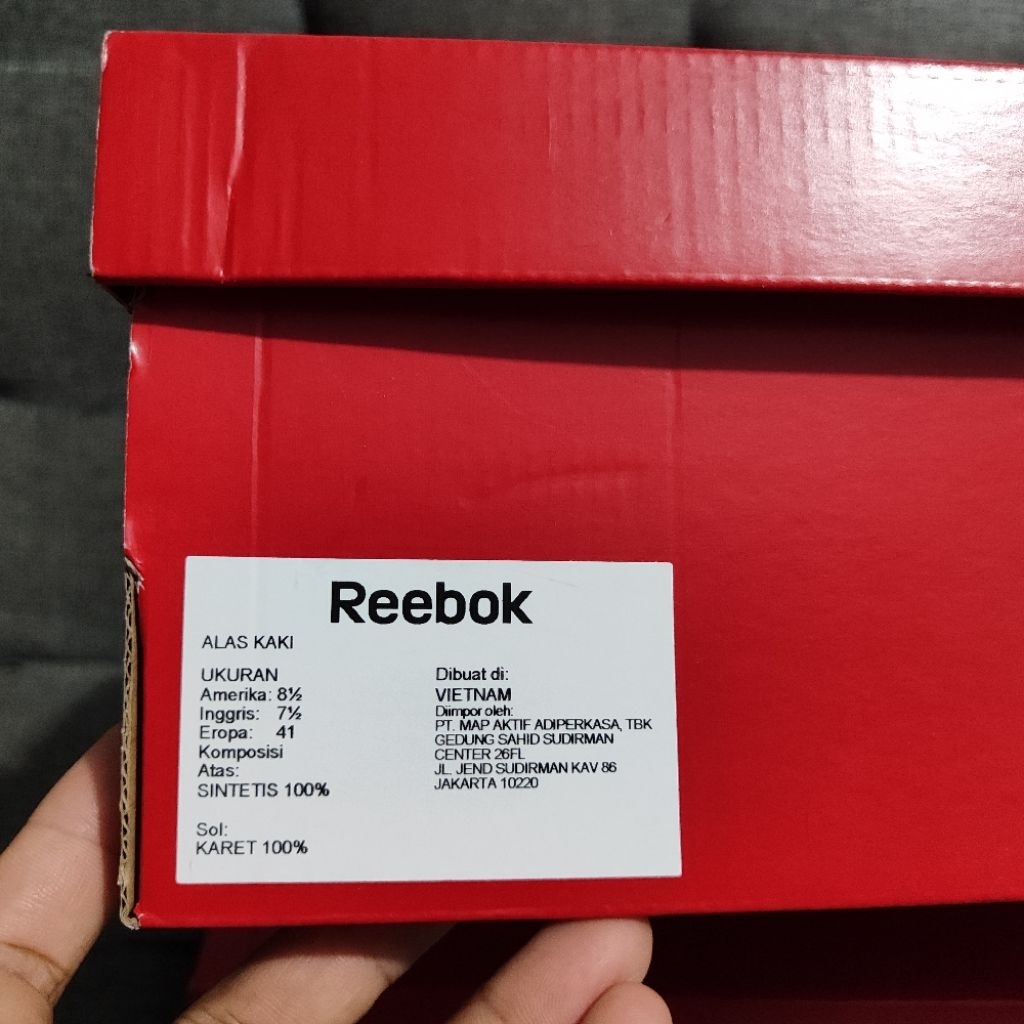 Reebok
ALAS KAKI
UKURAN
Amerika: 8½
Inggris: 7½
Eropa: 41
Komposisi
Atas:
SINTETIS 100%
Sol:
KARET 100%
Dibuat di:
VIETNAM
Diimpor oleh:
PT. MAP AKTIF ADIPERKASA, TBK
GEDUNG SAHID SUDIRMAN
CENTER 26FL
JL. JEND SUDIRMAN KAV 86
JAKARTA 10220